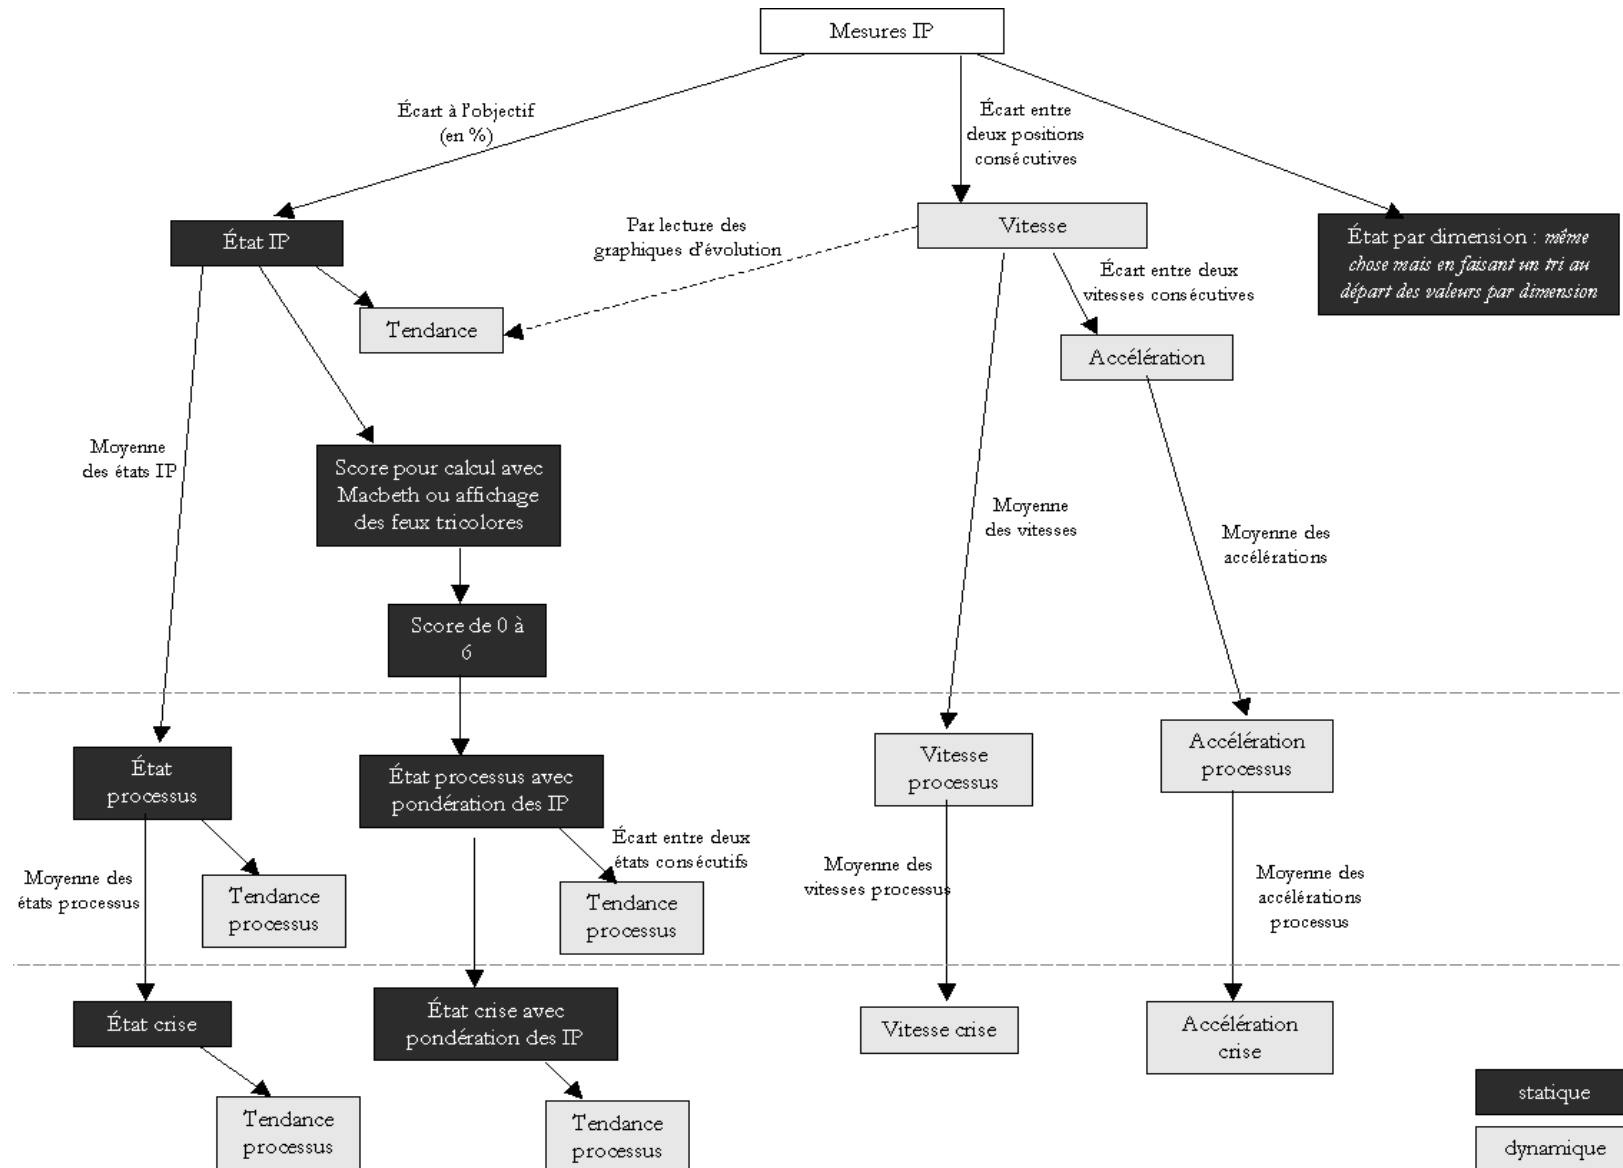 Mesures IP
Écart à l'objectif
(en %)
Écart entre
deux positions
consécutives
État IP
Par lecture des
graphiques d'évolution
Vitesse
État par dimension : même
chose mais en faisant un tri au
départ des valeurs par dimension
Écart entre deux
vitesses consécutives
Tendance
Accélération
Moyenne
des états IP
Score pour calcul avec
Macbeth ou affichage
des feux tricolores
Moyenne
des vitesses
Moyenne des
accélérations
Score de 0 à
6
État
processus
État processus avec
pondération des IP
Vitesse
processus
Accélération
processus
Écart entre deux
états consécutifs
Moyenne des
états processus
Tendance
processus
Tendance
processus
Moyenne des
vitesses processus
Moyenne des
accélérations
processus
État crise
État crise avec
pondération des IP
Vitesse crise
Accélération
crise
Tendance
processus
Tendance
processus
statique
dynamique